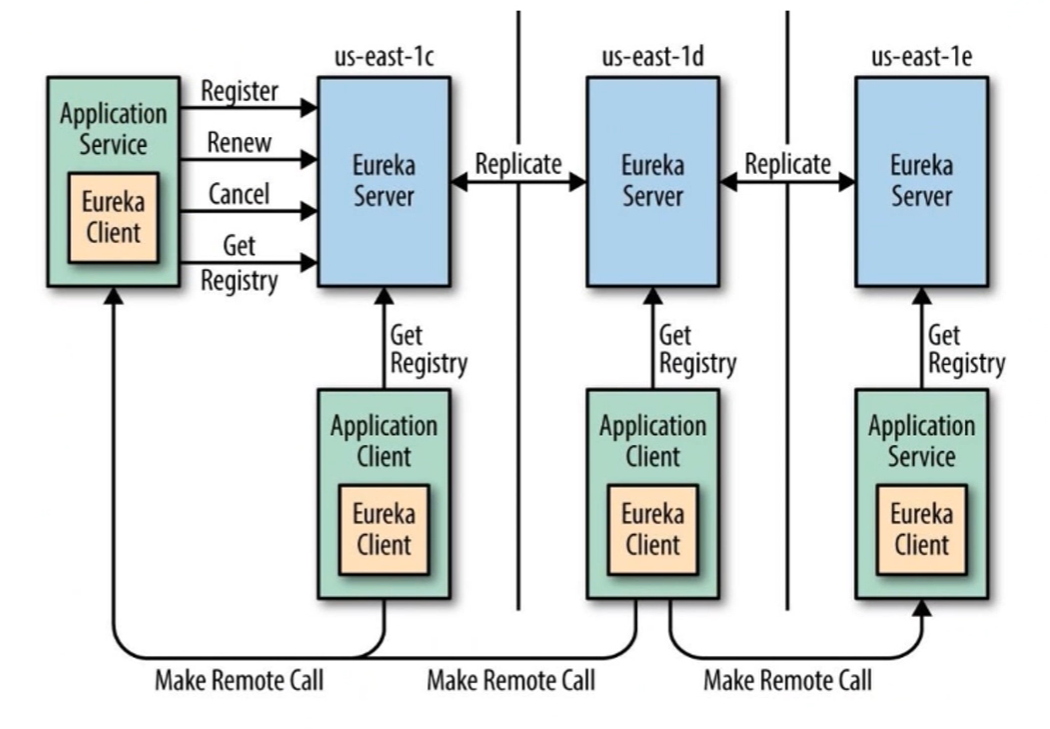 us-east-1c
us-east-1d
us-east-1e
Application
Service
Eureka
Client
Register
Renew
Cancel
Get
Registry
Eureka
Server
Replicate
Eureka
Server
Replicate
Eureka
Server
Get
Registry
Get
Registry
Get
Registry
Application
Client
Eureka
Client
Application
Client
Eureka
Client
Application
Service
Eureka
Client
Make Remote Call
Make Remote Call
Make Remote Call